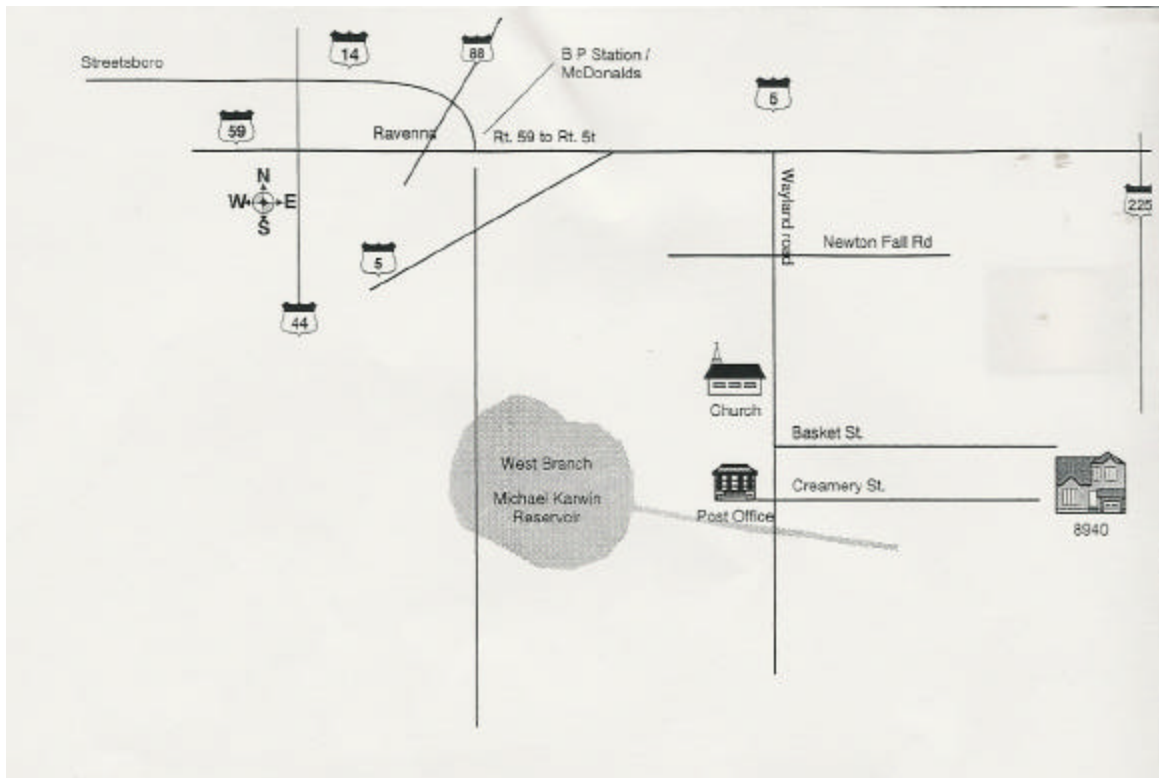 Streetsboro
14
88
B P Station /
McDonalds
5
59
Ravenna
Rt. 59 to Rt. 5t
N
W E
S
Wayland road
225
Newton Fall Rd
5
44
Church
Basket St.
West Branch
Michael Karwin
Reservoir
Creamery St.
Post Office
8940